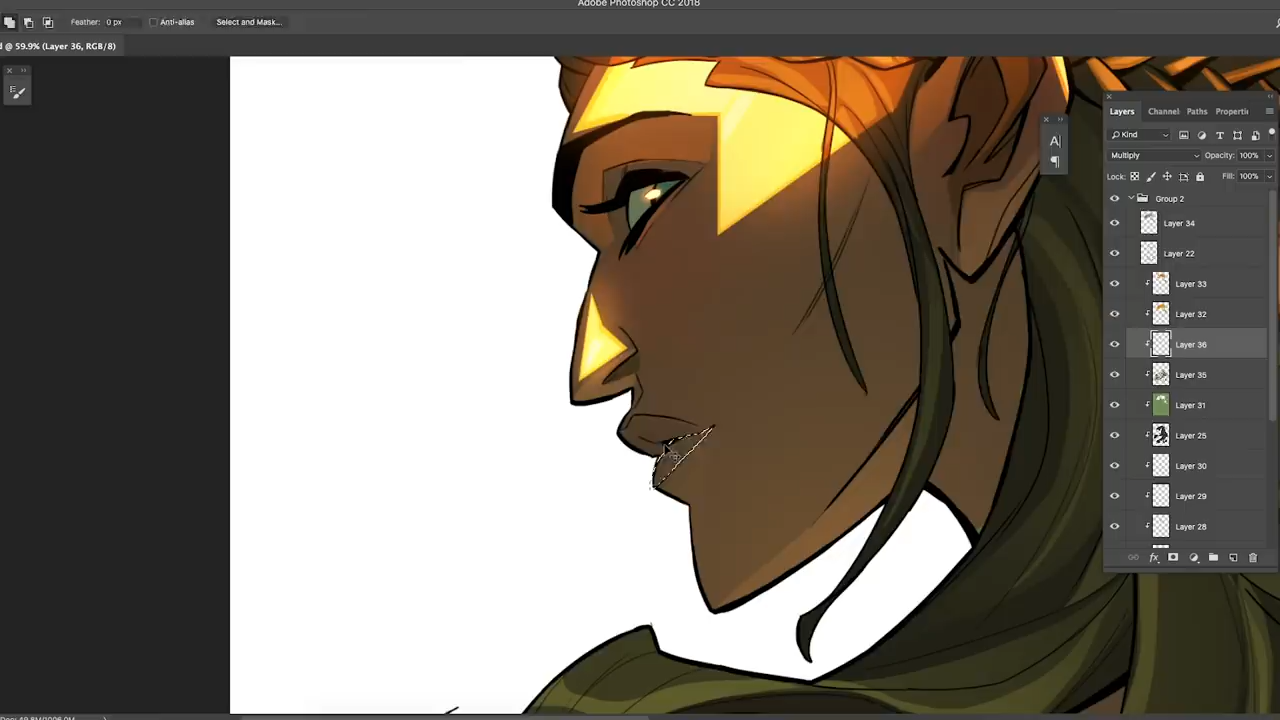 Adobe Photoshop CC 2018
Feather: 0 px
Anti-alias
Select and Mask...
d @ 59.9% (Layer 36, RGB/8)
Layers
Channel
Paths
Properti
Kind
Multiply
Opacity: 100%
Lock:
Fill: 100%
Group 2
Layer 34
Layer 22
Layer 33
Layer 32
Layer 36
Layer 35
Layer 31
Layer 25
Layer 30
Layer 29
Layer 28